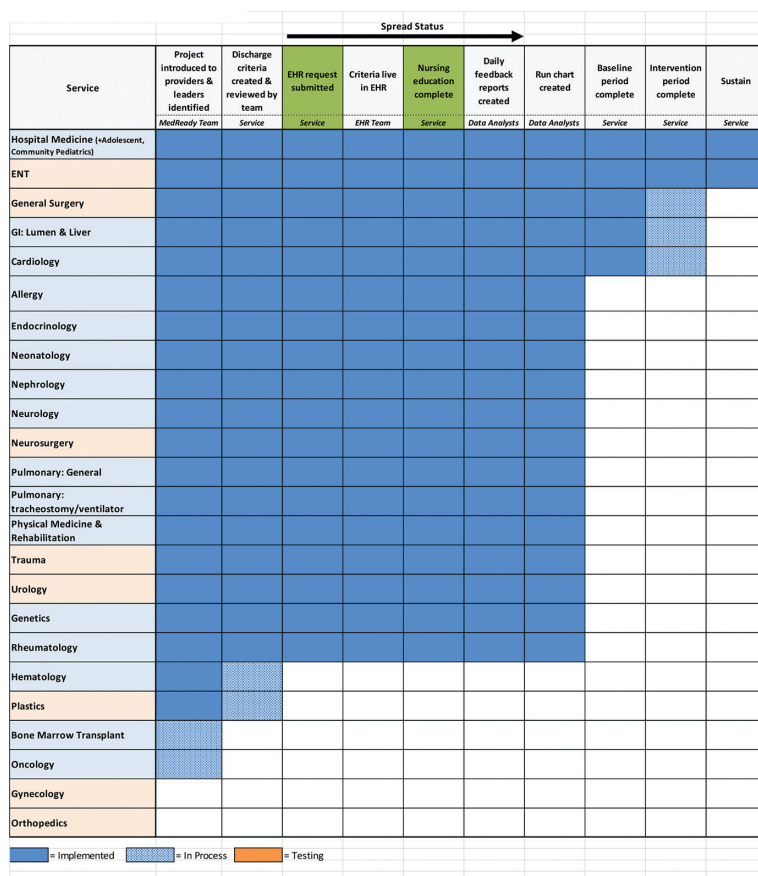 Spread Status
Service
Project
introduced to
providers &
leaders
identified
Discharge
criteria
created &
reviewed by
team
EHR request
submitted
Criteria live
in EHR
Nursing
education
complete
Daily
feedback
reports
created
Run chart
created
Baseline
period
complete
Intervention
period
complete
Sustain
MedReady Team
Service
Service
EHR Team
Service
Data Analysts
Data Analysts
Service
Service
Service
Hospital Medicine (+Adolescent,
Community Pediatrics)
ENT
General Surgery
GI: Lumen & Liver
Cardiology
Allergy
Endocrinology
Neonatology
Nephrology
Neurology
Neurosurgery
Pulmonary: General
Pulmonary:
tracheostomy/ventilator
Physical Medicine &
Rehabilitation
Trauma
Urology
Genetics
Rheumatology
Hematology
Plastics
Bone Marrow Transplant
Oncology
Gynecology
Orthopedics
= Implemented
= In Process
= Testing